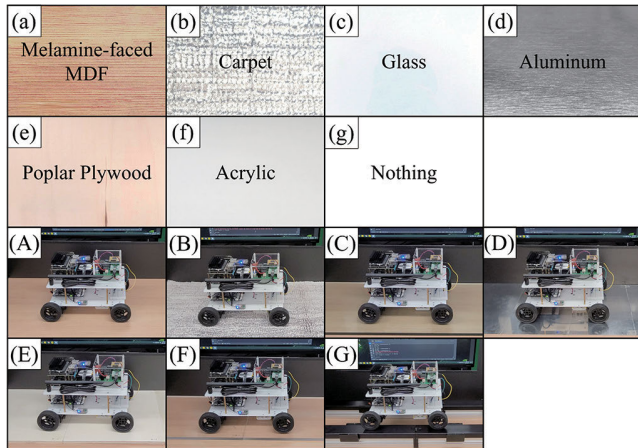 (a)
Melamine-faced
MDF
(b)
Carpet
(c)
Glass
(d)
Aluminum
(e)
Poplar Plywood
(f)
Acrylic
(g)
Nothing
(A)
(B)
(C)
(D)
(E)
(F)
(G)